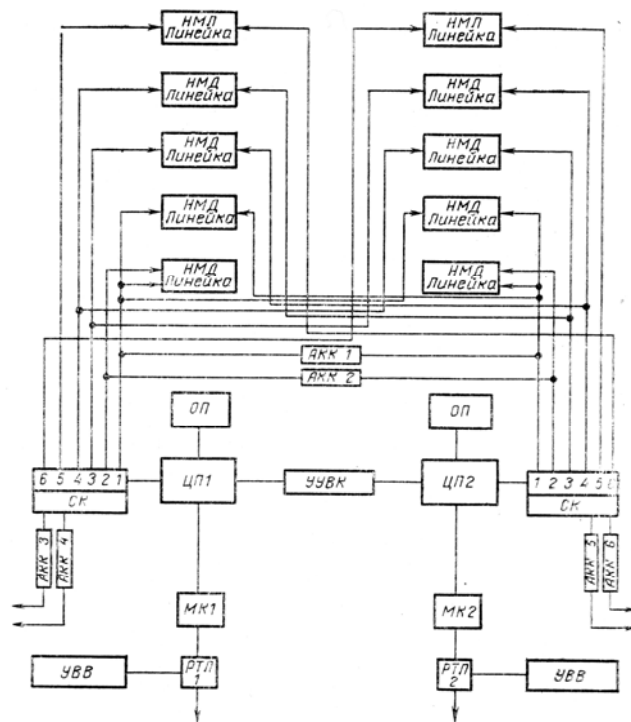 НМЛ
Линейка
НМЛ
Линейка
НМД
Линейка
НМД
Линейка
НМД
Линейка
НМД
Линейка
НМД
Линейка
НМД
Линейка
НМД
Линейка
НМД
Линейка
АКК 1
АКК 2
ОП
ОП
6 5 4 3 2 1
ЦП1
УУВК
ЦП2
1 2 3 4 5 6
СК
СК
АКК 3
АКК 4
АКК 5
АКК 6
МК1
МК2
УВВ
РТП
1
РТП
2
УВВ